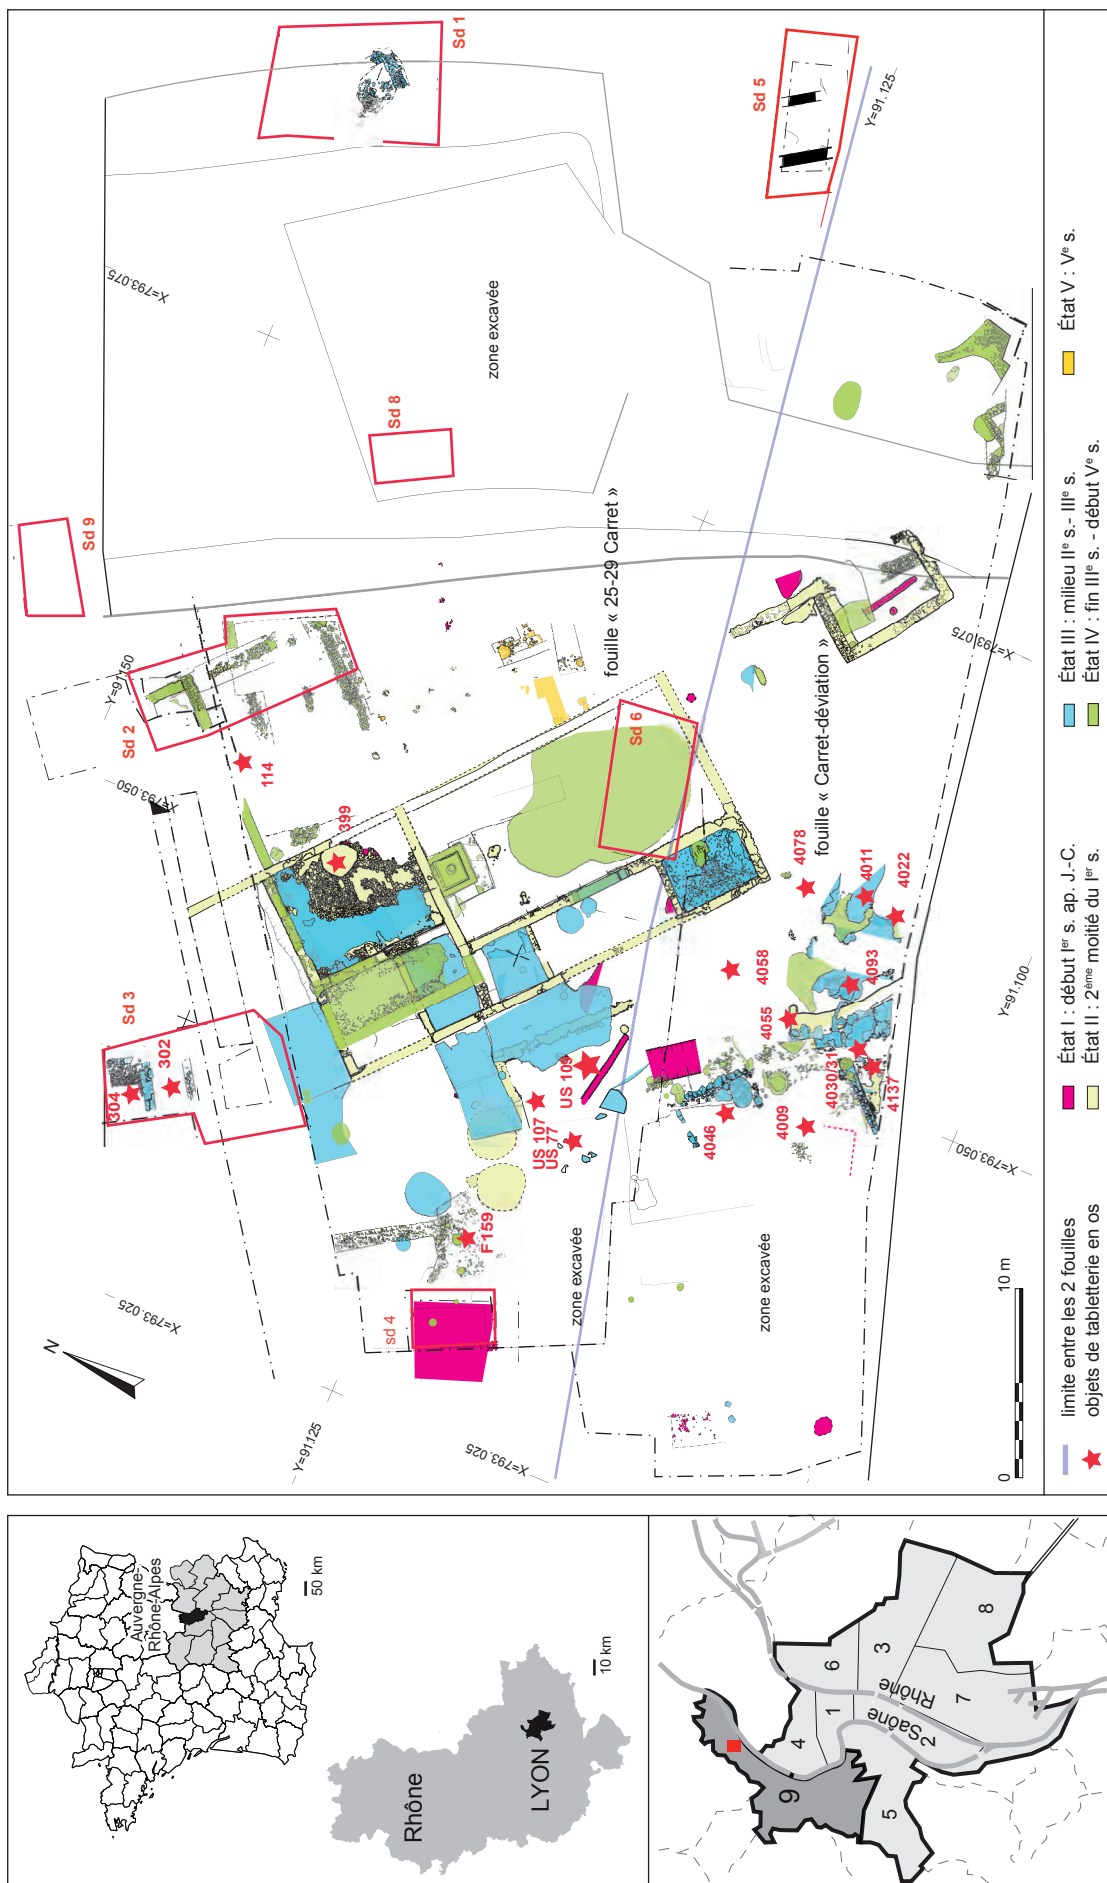 Auvergne-
Rhône-Alpes
50 km
Rhône
LYON
10 km
9
4
1
6
3
8
7
2
5
Saône
Rhône
N
X=793.025
X=793.050
X=793.075
Y=91.150
Y=91.125
X=793.025
X=793.050
X=793.075
Y=91.100
Y=91.125
Sd 1
Sd 9
Sd 8
Sd 5
Sd 2
Sd 3
Sd 6
sd 4
zone excavée
zone excavée
zone excavée
fouille « 25-29 Carret »
fouille « Carret-déviation »
304
302
114
399
F159
US 107
US 77
US 109
4046
4009
4058
4055
4078
4011
4022
4093
4030/31
4137
0
10 m
limite entre les 2 fouilles
objets de tabletterie en os
État I : début Ier s. ap. J.-C.
État II : 2ème moitié du Ier s.
État III : milieu IIe s.- IIIe s.
État IV : fin IIIe s. - début Ve s.
État V : Ve s.